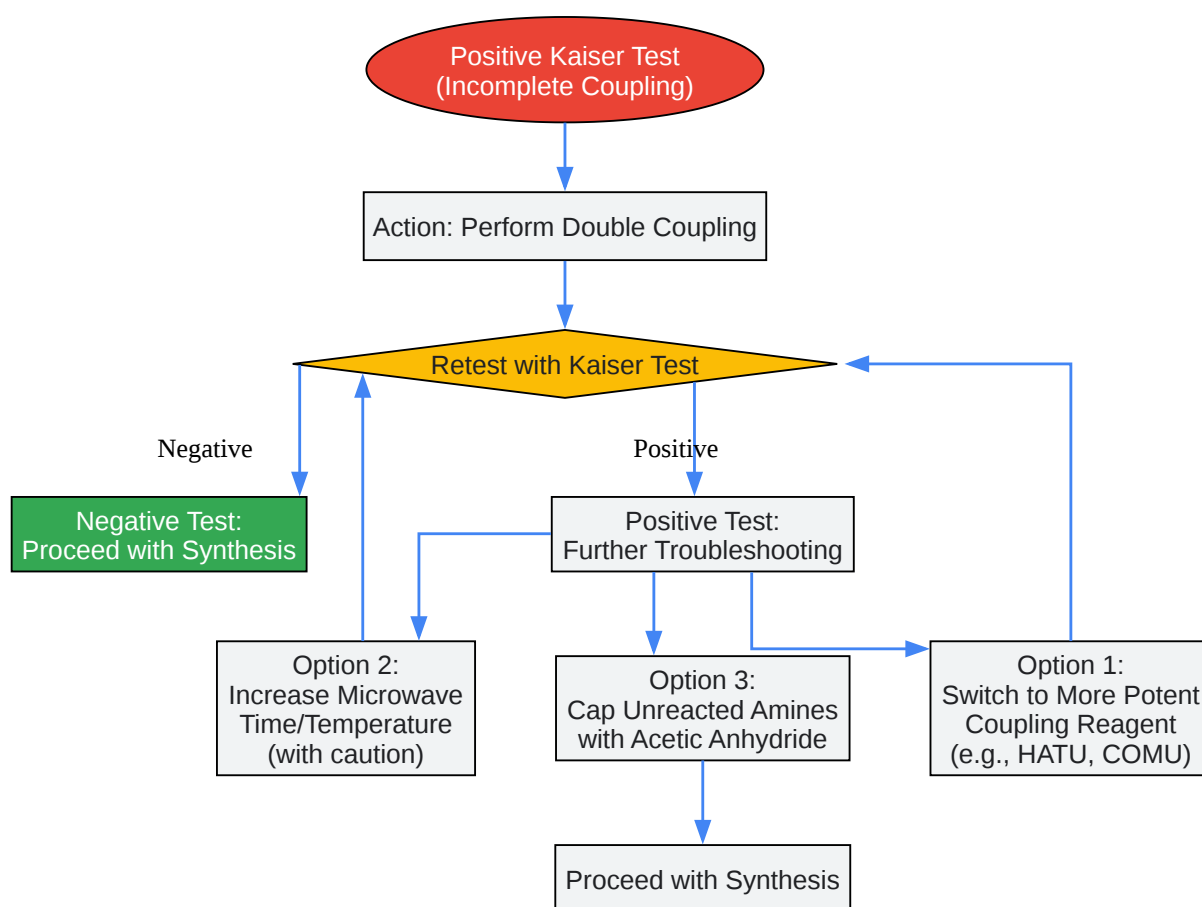 Positive Kaiser Test
(Incomplete Coupling)
Action: Perform Double Coupling
Retest with Kaiser Test
Negative
Positive
Negative Test:
Proceed with Synthesis
Positive Test:
Further Troubleshooting
Option 2:
Increase Microwave
Time/Temperature
(with caution)
Option 3:
Cap Unreacted Amines
with Acetic Anhydride
Option 1:
Switch to More Potent
Coupling Reagent
(e.g., HATU, COMU)
Proceed with Synthesis